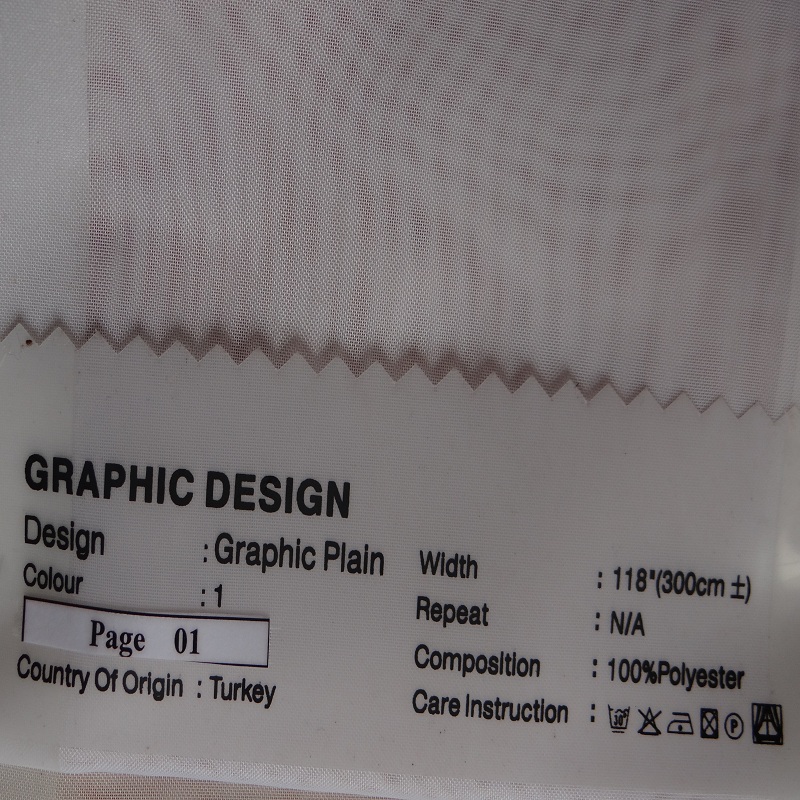 GRAPHIC DESIGN
Design : Graphic Plain
Colour : 1
Page 01
Country Of Origin : Turkey
Width : 118"(300cm ±)
Repeat : N/A
Composition : 100%Polyester
Care Instruction : 30° P